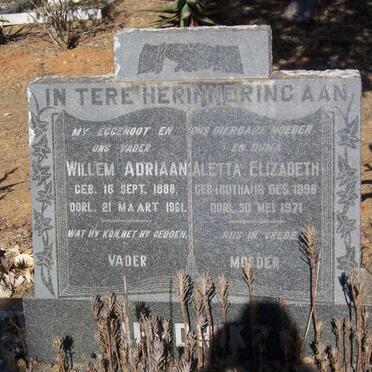 IN TERE HERINNERING AAN
MY EGGENOOT EN
ONS VADER
WILLEM ADRIAAN
GEB. 16 SEPT. 1888
OORL. 21 MAART 1961.
WAT HY KON, HET HY GEDOEN.
VADER
ONS DIERBARE MOEDER
EN OUMA
ALETTA ELIZABETH
GEB (BOTHA) 16 DES. 1898
OORL. 30 MEI 1971
RUS IN VREDE
MOEDER